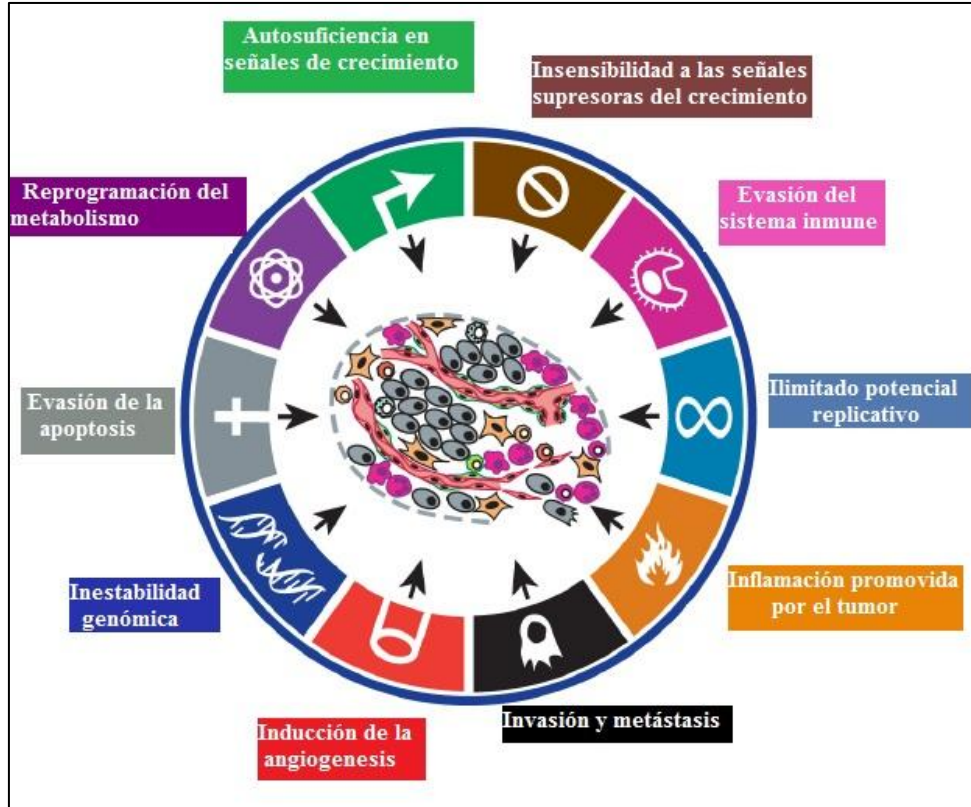 Autosuficiencia en
señales de crecimiento
Insensibilidad a las señales
supresoras del crecimiento
Reprogramación del
metabolismo
Evasión del
sistema inmune
Evasión de la
apoptosis
Ilimitado potencial
replicativo
Inestabilidad
genómica
Inflamación promovida
por el tumor
Inducción de la
angiogenesis
Invasión y metástasis